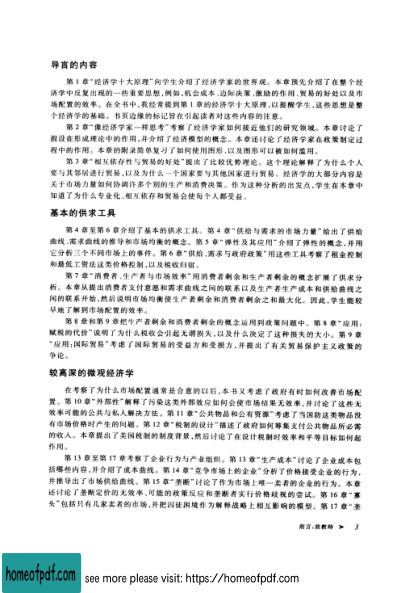 导言的内容
第 1 章“经济学十大原理”向学生介绍了经济学家的世界观。本章预先介绍了在整个经
济学中反复出现的一些重要思想,例如,机会成本、边际决策、激励的作用、贸易的好处以及市
场配置的效率。在全书中,我经常提到第 1 章的经济学十大原理,以提醒学生,这些思想是整
个经济学的基础。书页边缘的标记旨在引起读者对这些内容的注意。
第 2 章“像经济学家一样思考”考察了经济学家如何接近他们的研究领域。本章讨论了
假设在形成理论中的作用,并介绍了经济模型的概念。本章还讨论了经济学家在政策制定过
程中的作用。本章的附录简单复习了如何使用图形,以及图形可以被如何滥用。
第 3 章“相互依存性与贸易的好处”提出了比较优势理论。这个理论解释了为什么个人
要与其邻居进行贸易,以及为什么一个国家要与其他国家进行贸易。经济学的大部分内容是
关于市场力量如何协调许多个别的生产和消费决策。作为这种分析的出发点,学生在本章中
知道了为什么专业化、相互依存和贸易会使每个人都受益。
基本的供求工具
第 4 章至第 6 章介绍了基本的供求工具。第 4 章“供给与需求的市场力量”给出了供给
曲线、需求曲线的推导和市场均衡的概念。第 5 章“弹性及其应用”介绍了弹性的概念,并用
它分析三个不同市场上的事件。第 6 章“供给、需求与政府政策”用这些工具考察了租金控制
和最低工资法这类价格控制,以及税收归宿。
第 7 章“消费者、生产者与市场效率”用消费者剩余和生产者剩余的概念扩展了供求分
析。本章从提出消费者支付意愿和需求曲线之间的联系以及生产者生产成本和供给曲线之
间的联系开始,然后说明市场均衡使生产者剩余和消费者剩余之和最大化。因此,学生能较
早地了解到市场配置的效率。
第 8 章和第 9 章把生产者剩余和消费者剩余的概念运用到政策问题中。第 8 章“应用:
赋税的代价”说明了为什么税收会引起无谓损失,以及什么决定了这种损失的大小。第 9 章
“应用:国际贸易”考虑了国际贸易的受益方和受损方,并提出了有关贸易保护主义政策的
争论。
较高深的微观经济学
在考察了为什么市场配置通常是合意的以后,本书又考虑了政府有时如何改善市场配
置。第 10 章“外部性”解释了污染这类外部效应如何会使市场结果无效率,并讨论了这些无
效率可能的公共与私人解决方法。第 11 章“公共物品和公有资源”考虑了当国防这类物品没
有市场价格时产生的问题。第 12 章“税制的设计”描述了政府如何筹集支付公共物品所必需
的收入。本章提出了美国税制的制度背景,然后讨论了在设计税制时效率和平等目标如何起
作用。
第 13 章至第 17 章考察了企业行为与产业组织。第 13 章“生产成本”讨论了企业成本包
括哪些内容,并介绍了成本曲线。第 14 章“竞争市场上的企业”分析了价格接受企业的行为,
并推导出了市场供给曲线。第 15 章“垄断”讨论了作为市场上唯一卖者的企业的行为。本章
还讨论了垄断定价的无效率、可能的政策反应和垄断者实行价格歧视的尝试。第 16 章“寡
头”包括只有几家卖者的市场,并把囚徒困境作为解释战略上相互影响的模型。第 17 章“垄
前言:致教师 ➤ 3
homeofpdf.com
see more please visit: https://homeofpdf.com